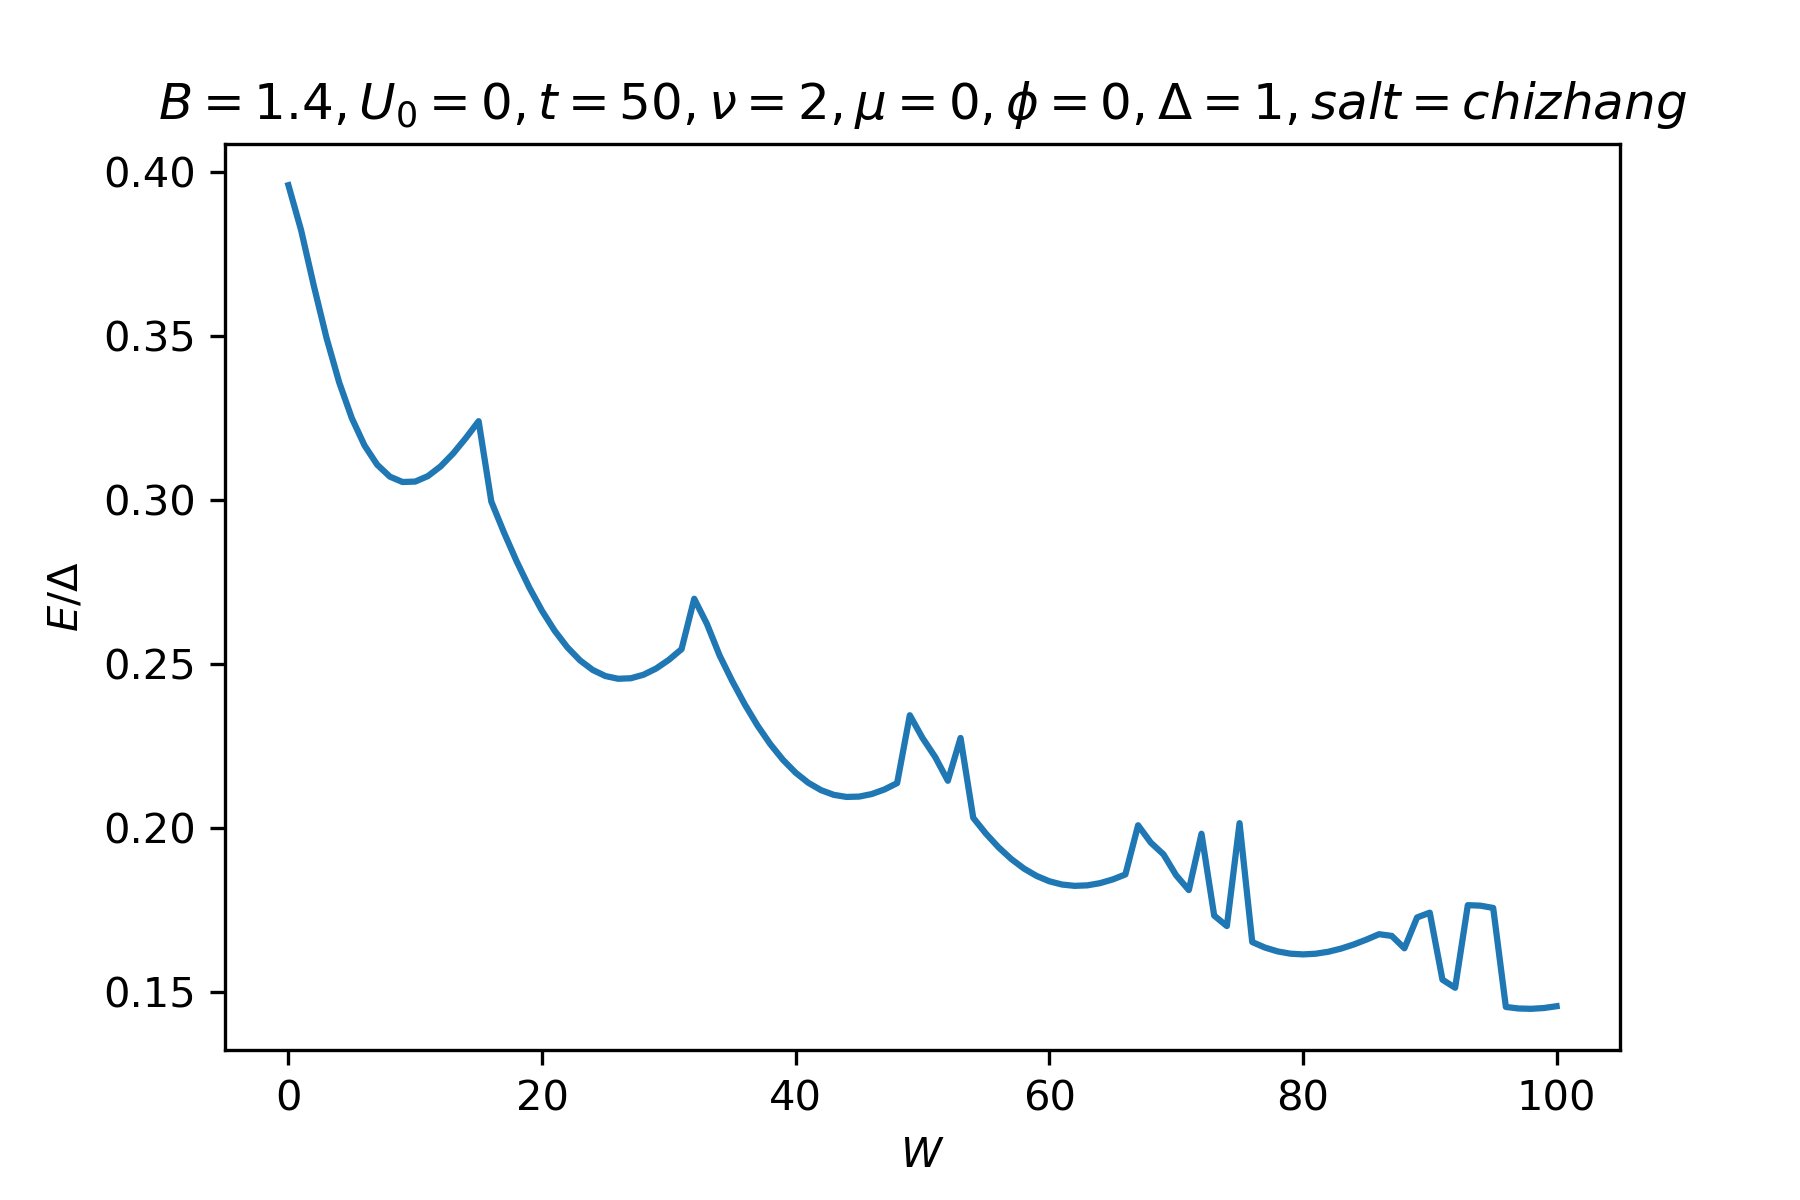 B = 1.4, U₀ = 0, t = 50, ν = 2, μ = 0, ϕ = 0, Δ = 1, salt = chizhang
0.40
0.35
0.30
0.25
0.20
0.15
E/Δ
0 20 40 60 80 100
W